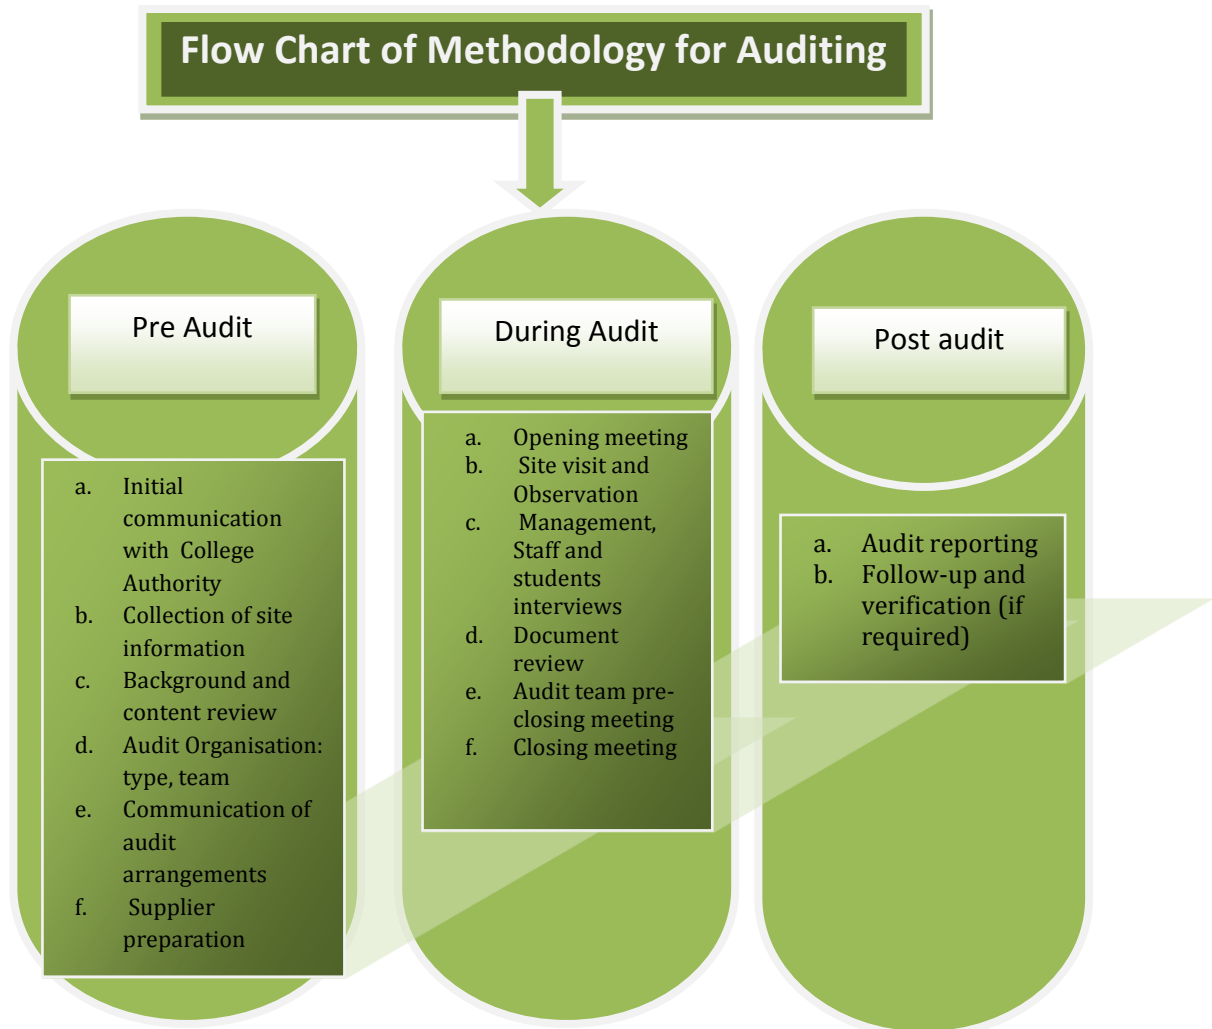 Flow Chart of Methodology for Auditing
Pre Audit
a. Initial
communication
with College
Authority
b. Collection of site
information
c. Background and
content review
d. Audit Organisation:
type, team
e. Communication of
audit
arrangements
f. Supplier
preparation
During Audit
a. Opening meeting
b. Site visit and
Observation
c. Management,
Staff and
students
interviews
d. Document
review
e. Audit team pre-
closing meeting
f. Closing meeting
Post audit
a. Audit reporting
b. Follow-up and
verification (if
required)